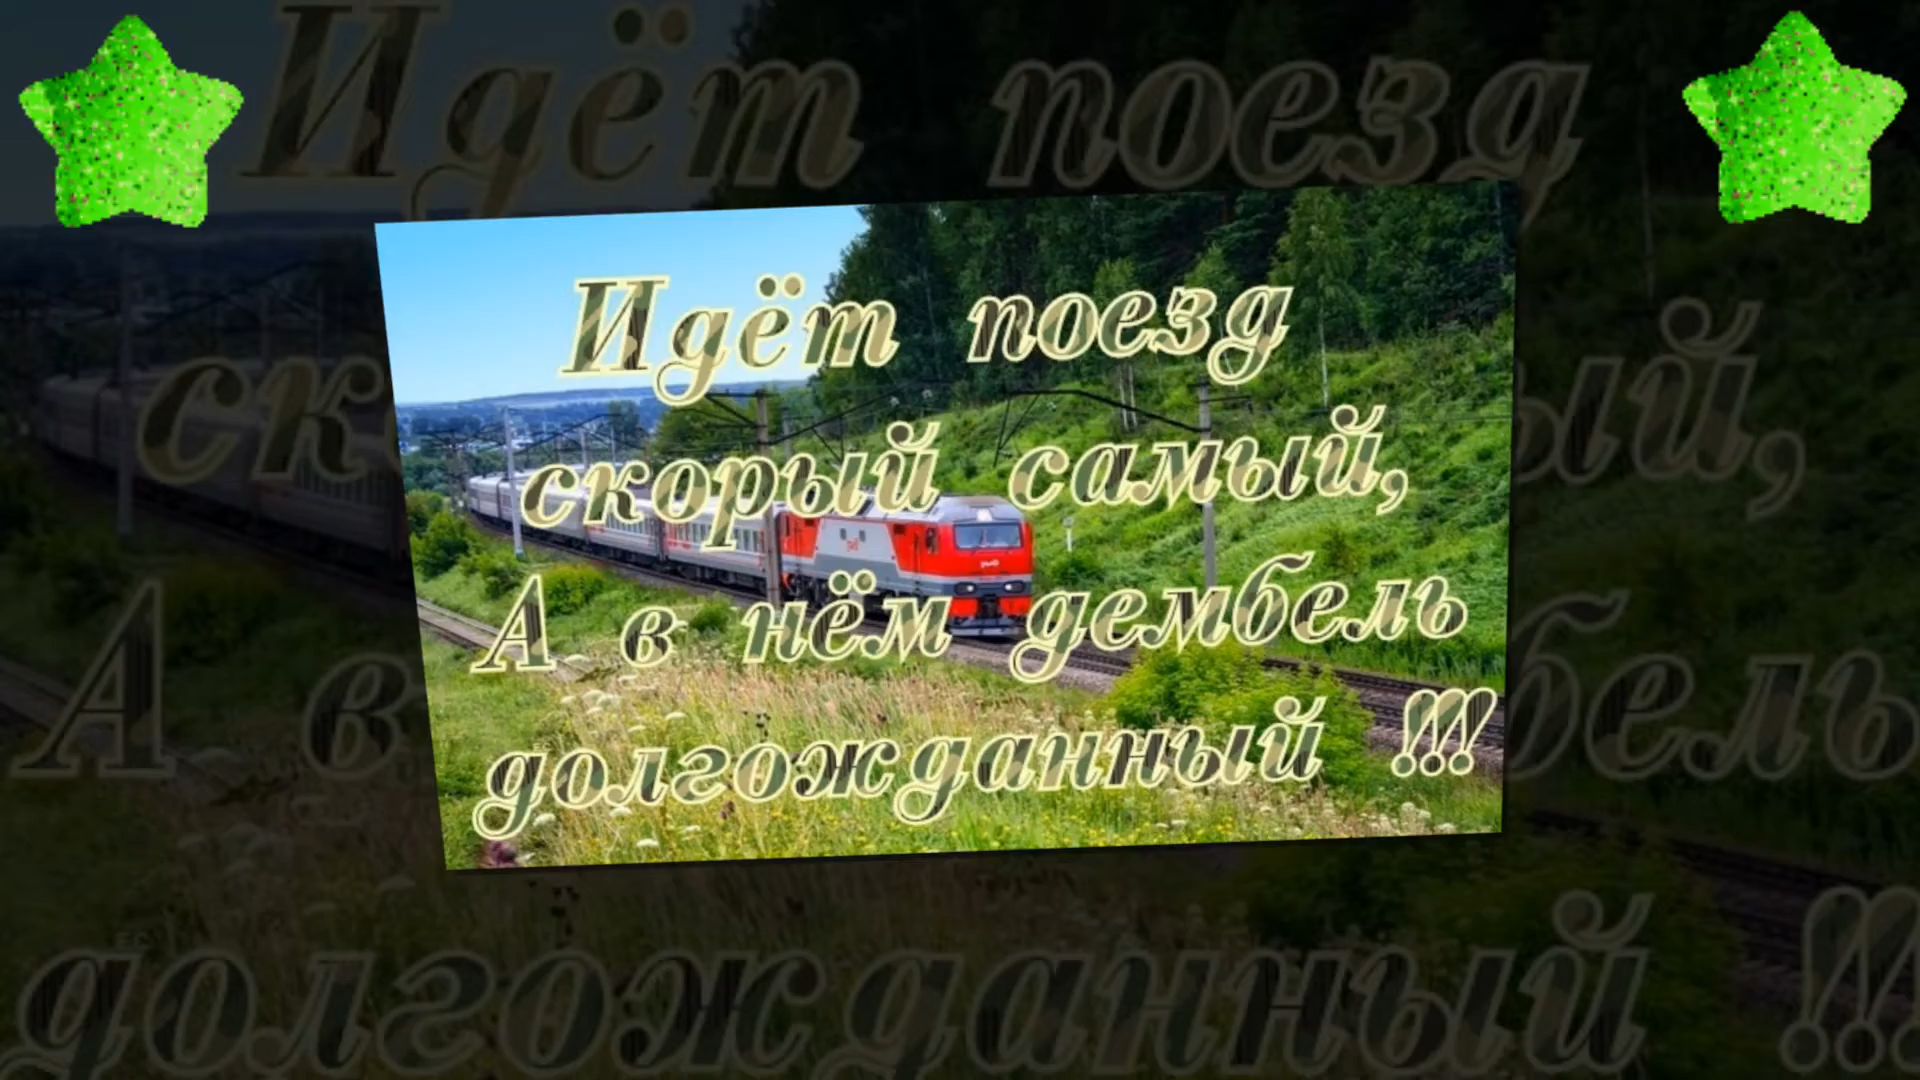 Идёт поезд
скорый самый,
А в нём дембель
долгожданный !!!